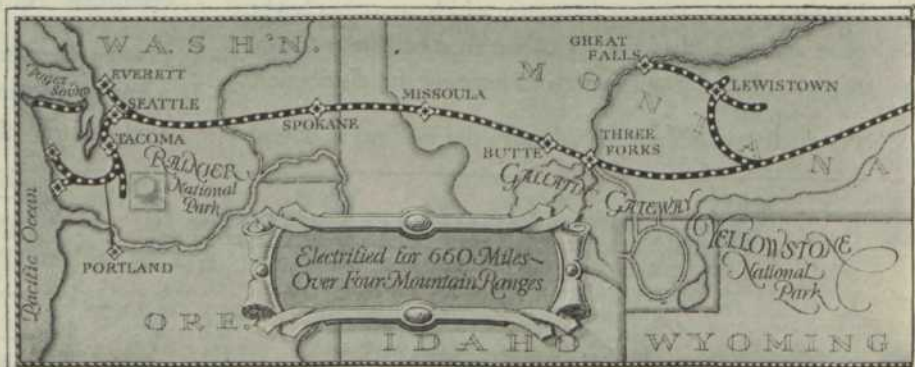 WASH'N.
Puget Sound
EVERETT
SEATTLE
TACOMA
RAINIER
National
Park
SPOKANE
MISSOULA
GREAT
FALLS
LEWISTOWN
MONTANA
BUTTE
THREE
FORKS
GALLATIN
GATEWAY
YELLOWSTONE
National
Park
Pacific Ocean
PORTLAND
Electrified for 660 Miles~
Over Four Mountain Ranges
ORE.
IDAHO
WYOMING